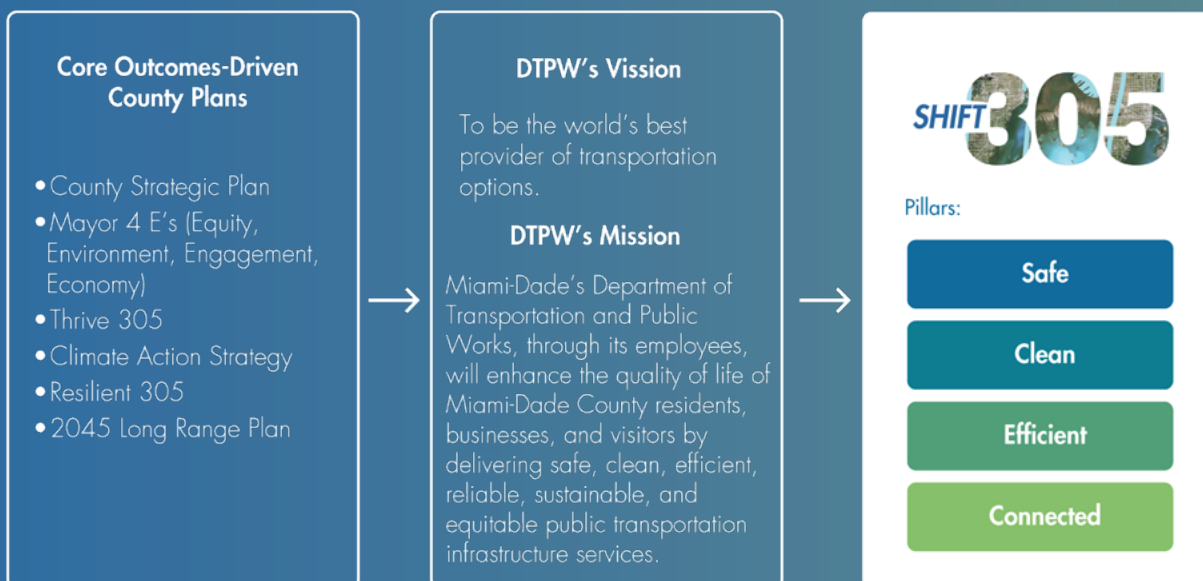 Core Outcomes-Driven
County Plans
•County Strategic Plan
•Mayor 4 E's (Equity,
Environment, Engagement,
Economy)
•Thrive 305
•Climate Action Strategy
•Resilient 305
•2045 Long Range Plan
DTPW's Vission
To be the world's best
provider of transportation
options.
DTPW's Mission
Miami-Dade's Department of
Transportation and Public
Works, through its employees,
will enhance the quality of life of
Miami-Dade County residents,
businesses, and visitors by
delivering safe, clean, efficient,
reliable, sustainable, and
equitable public transportation
infrastructure services.
SHIFT305
Pillars:
Safe
Clean
Efficient
Connected